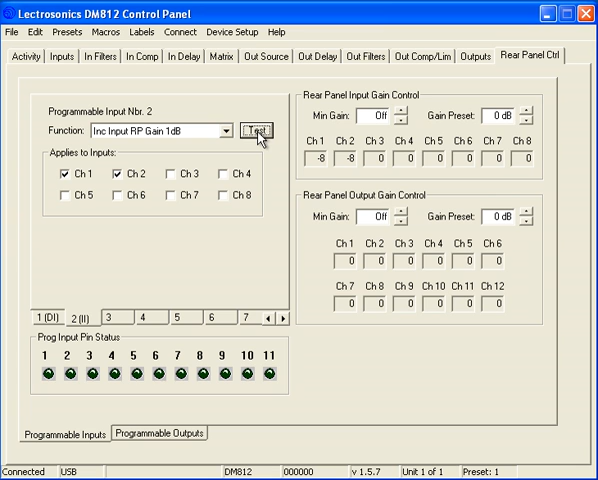 Lectrosonics DM812 Control Panel
File Edit Presets Macros Labels Connect Device Setup Help
Activity Inputs In Filters In Comp In Delay Matrix Out Source Out Delay Out Filters Out Comp/Lim Outputs Rear Panel Ctrl
Programmable Input Nbr. 2
Function: Inc Input RP Gain 1dB Test
Applies to Inputs:
Ch 1 Ch 2 Ch 3 Ch 4
Ch 5 Ch 6 Ch 7 Ch 8
1 (DI) 2 (II) 3 4 5 6 7
Prog Input Pin Status
1 2 3 4 5 6 7 8 9 10 11
Rear Panel Input Gain Control
Min Gain: Off Gain Preset: 0 dB
Ch 1 Ch 2 Ch 3 Ch 4 Ch 5 Ch 6 Ch 7 Ch 8
-8 -8 0 0 0 0 0 0
Rear Panel Output Gain Control
Min Gain: Off Gain Preset: 0 dB
Ch 1 Ch 2 Ch 3 Ch 4 Ch 5 Ch 6
0 0 0 0 0 0
Ch 7 Ch 8 Ch 9 Ch 10 Ch 11 Ch 12
0 0 0 0 0 0
Programmable Inputs Programmable Outputs
Connected USB DM812 000000 v 1.5.7 Unit 1 of 1 Preset: 1